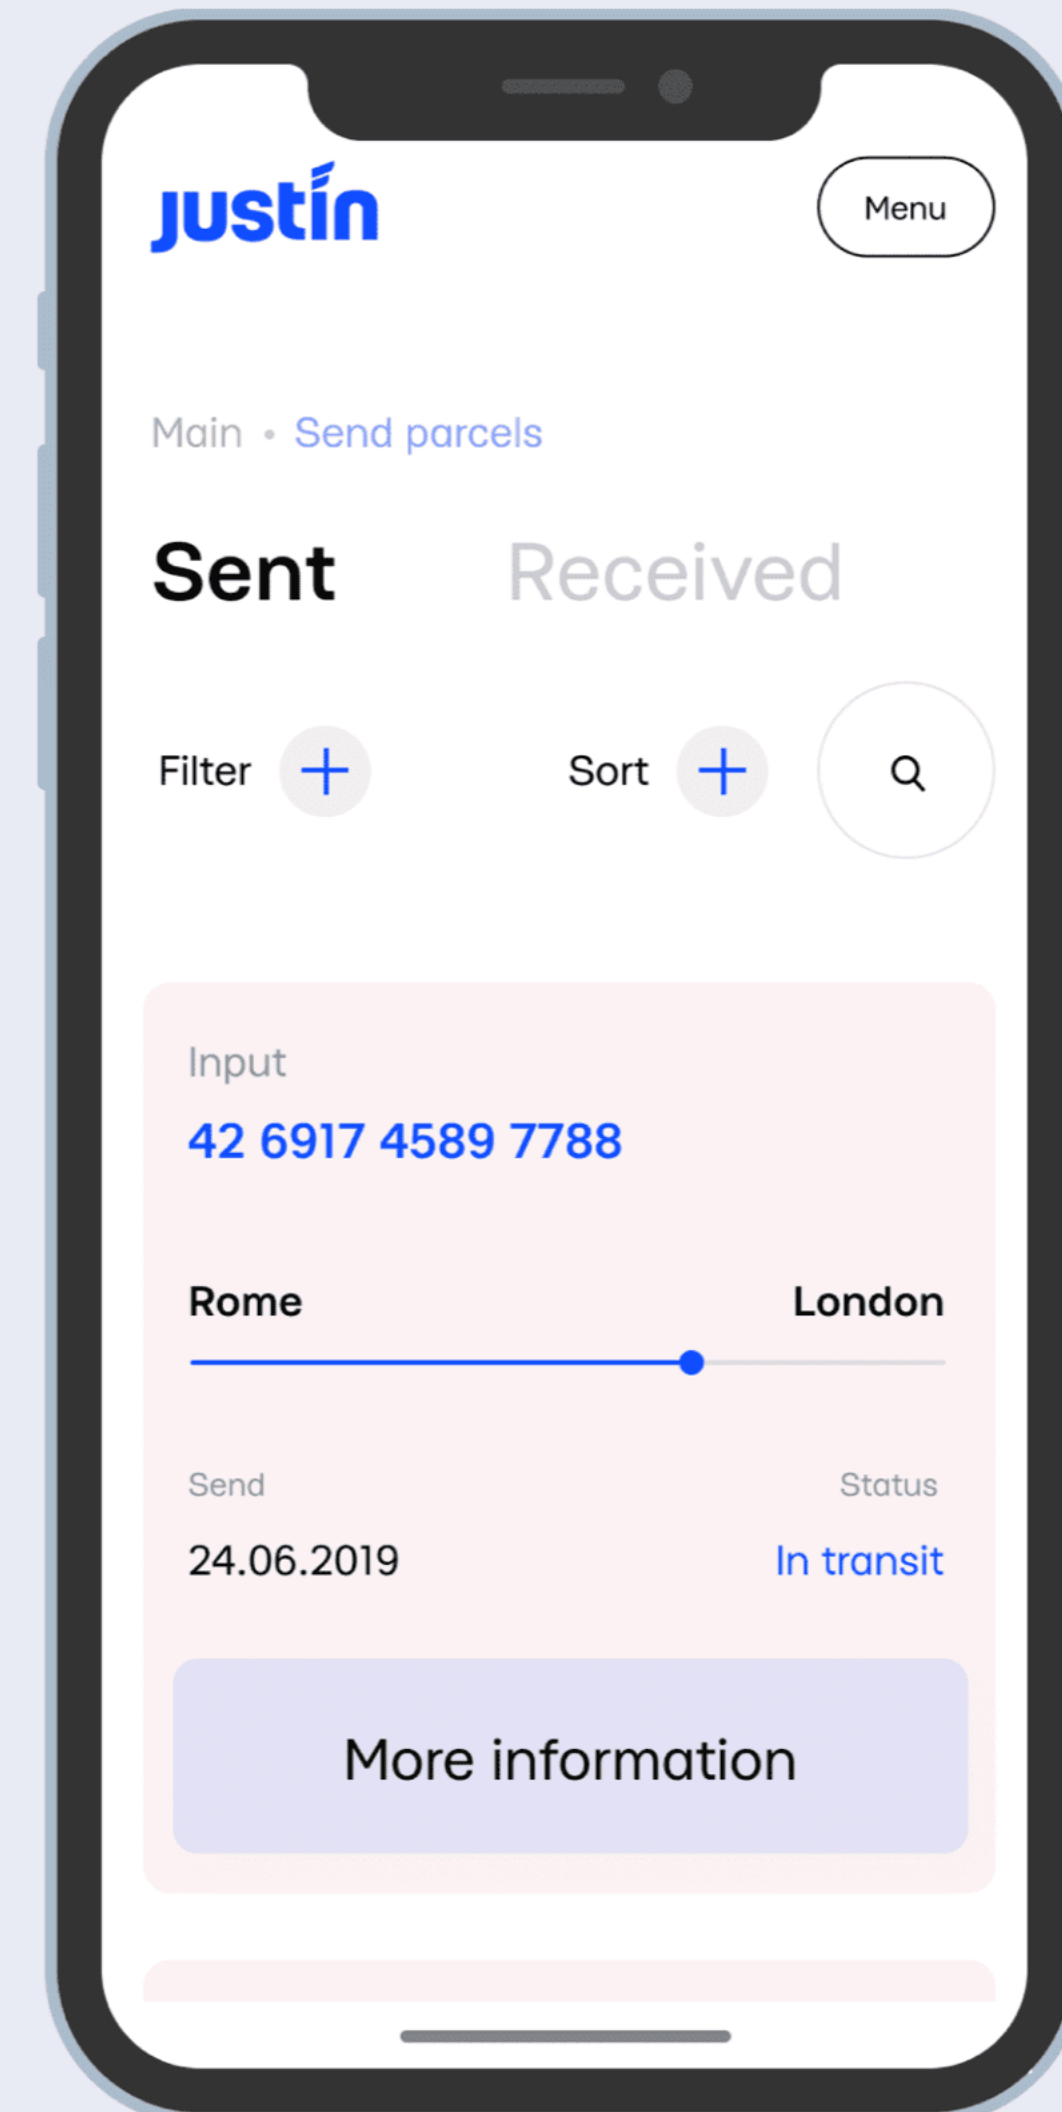 justin
Menu
Main • Send parcels
Sent Received
Filter + Sort +
Input
42 6917 4589 7788
Rome London
Send Status
24.06.2019 In transit
More information